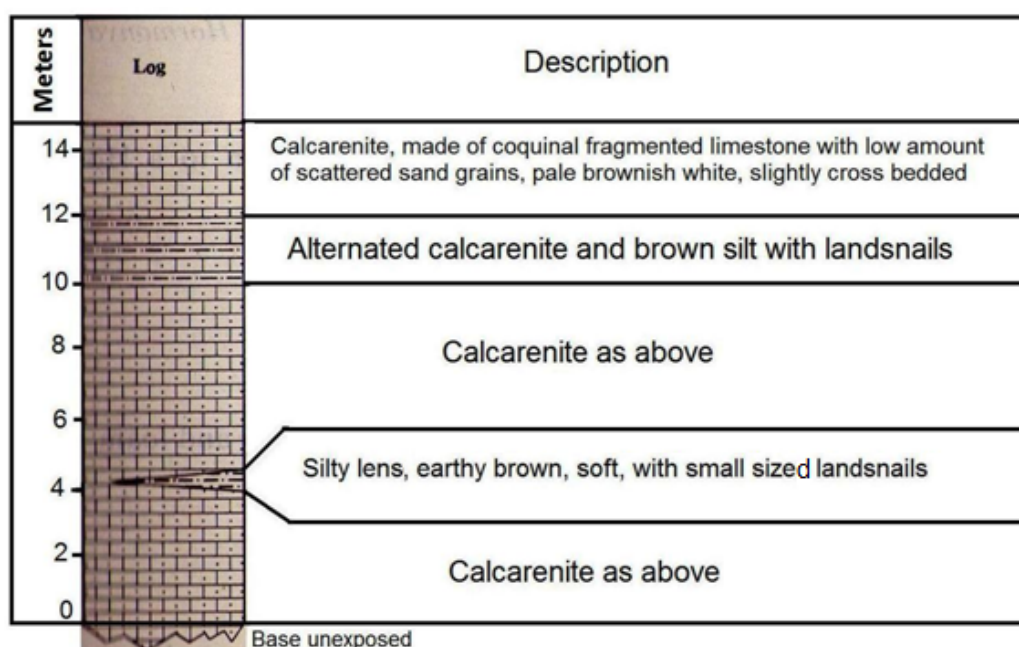 Meters
Log
Description
14
Calcarenite, made of coquinal fragmented limestone with low amount
of scattered sand grains, pale brownish white, slightly cross bedded
12
Alternated calcarenite and brown silt with landsnails
10
8
Calcarenite as above
6
Silty lens, earthy brown, soft, with small sized landsnails
4
2
Calcarenite as above
0
Base unexposed